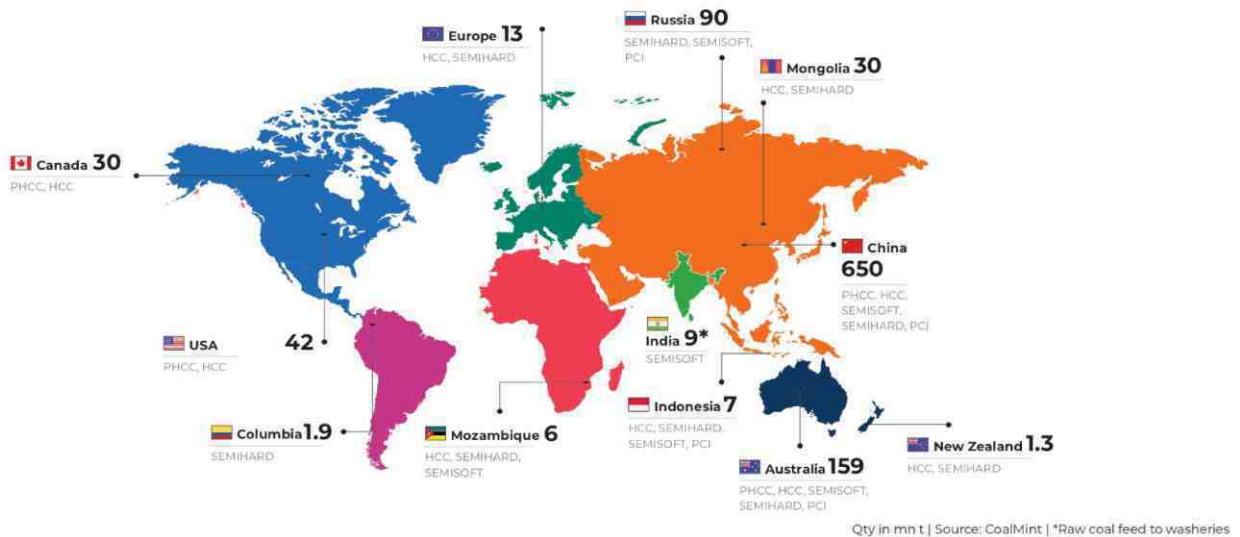 Europe 13
HCC, SEMIHARD
Russia 90
SEMIHARD, SEMISOFT,
PCI
Mongolia 30
HCC, SEMIHARD
Canada 30
PHCC, HCC
China
650
PHCC, HCC,
SEMISOFT,
SEMIHARD, PCI
USA 42
PHCC, HCC
India 9*
SEMISOFT
Columbia 1.9
SEMIHARD
Mozambique 6
HCC, SEMIHARD,
SEMISOFT
Indonesia 7
HCC, SEMIHARD,
SEMISOFT, PCI
Australia 159
PHCC, HCC, SEMISOFT,
SEMIHARD, PCI
New Zealand 1.3
HCC, SEMIHARD
Qty in mn t | Source: CoalMint | *Raw coal feed to washeries